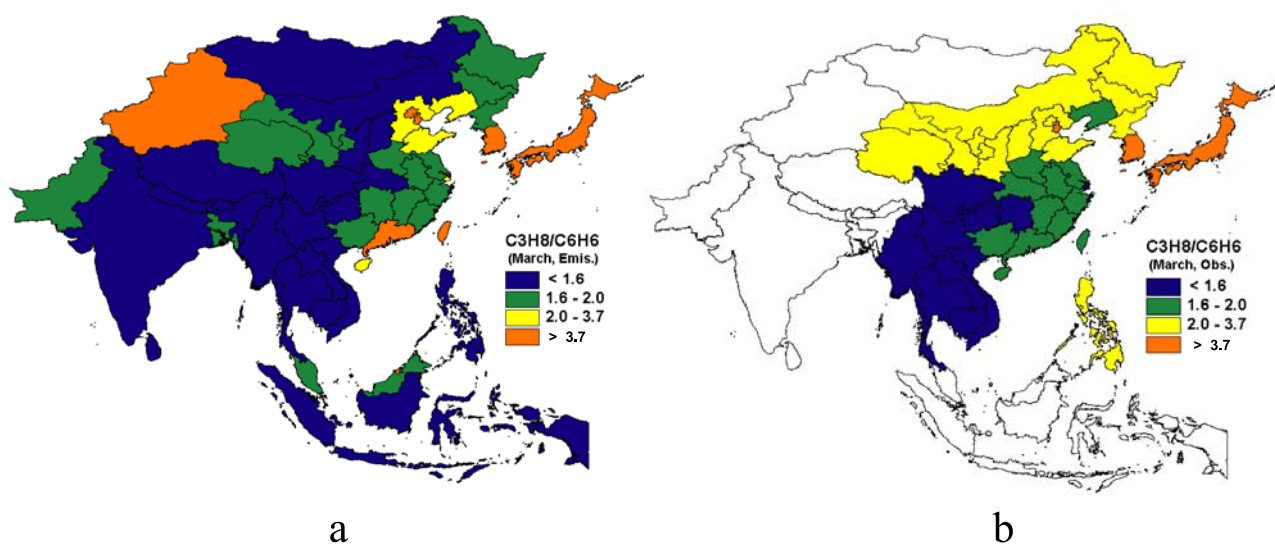 C3H8/C6H6
(March, Emis.)
< 1.6
1.6 - 2.0
2.0 - 3.7
> 3.7
a
C3H8/C6H6
(March, Obs.)
< 1.6
1.6 - 2.0
2.0 - 3.7
> 3.7
b